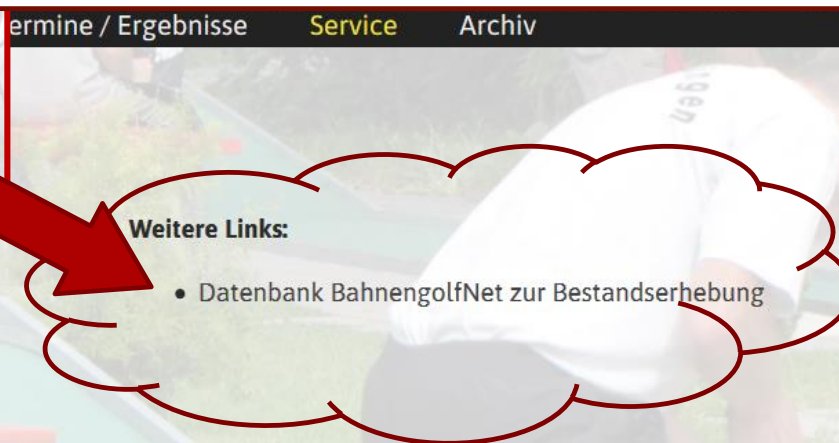 ermine / Ergebnisse Service Archiv
Weitere Links:
• Datenbank BahnengolfNet zur Bestandserhebung